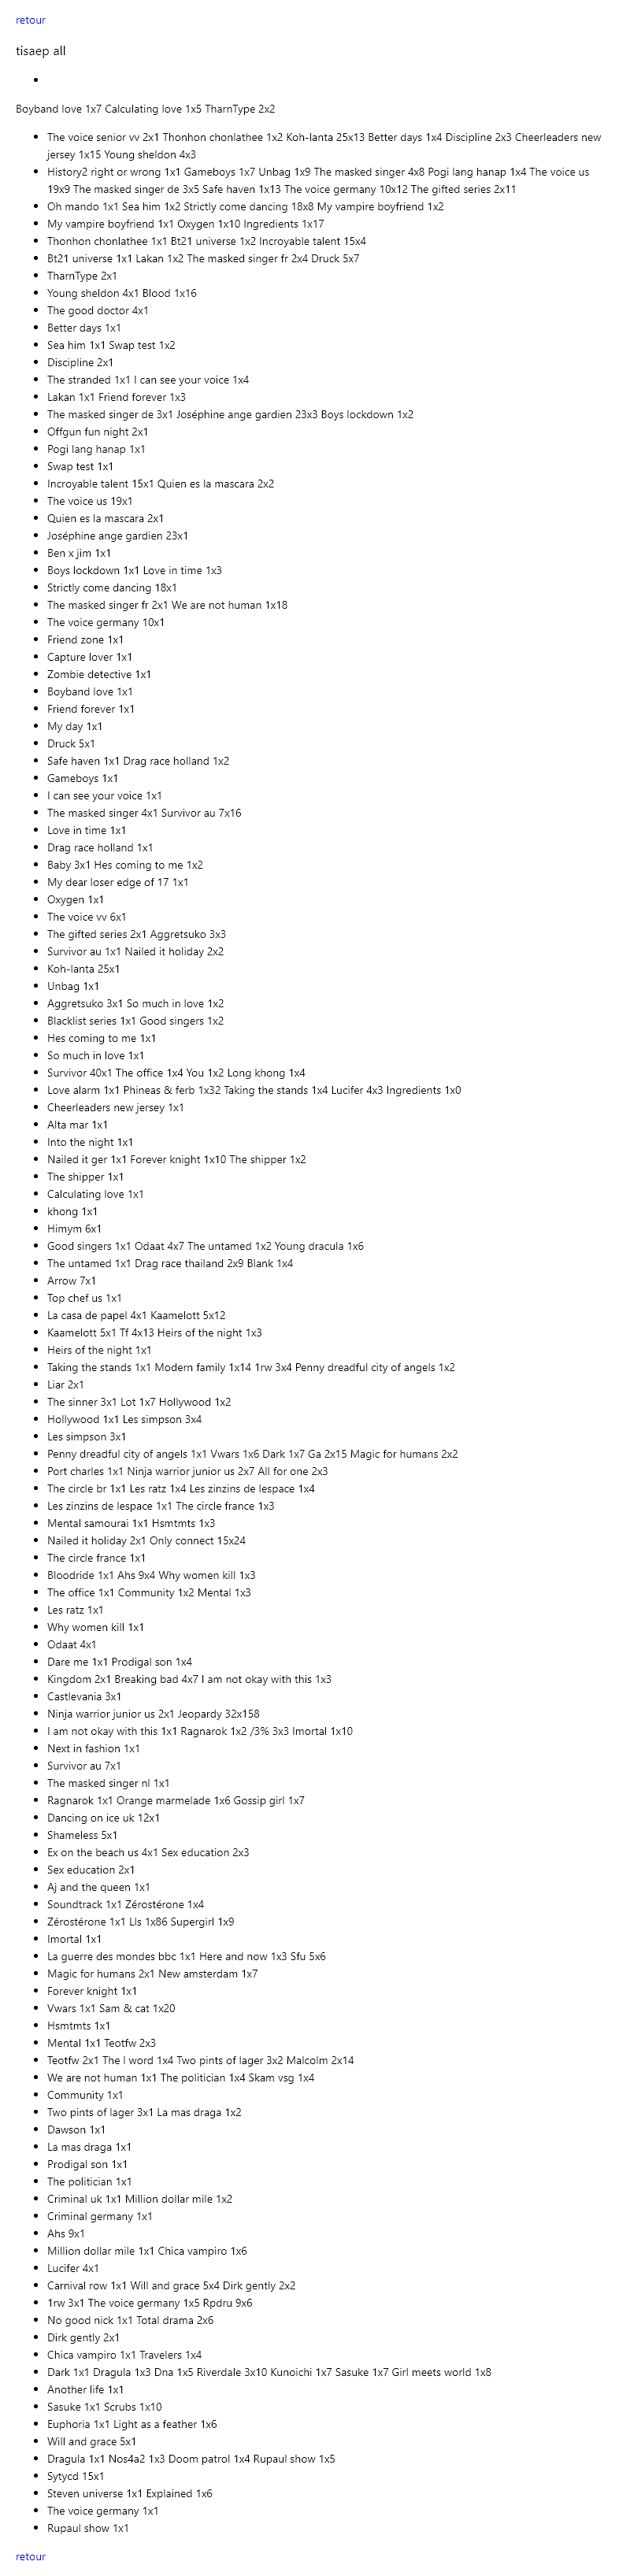 retour
tisaep all
Boyband love 1x7 Calculating love 1x5 TharnType 2x2
The voice senior vv 2x1 Thonhon chonlathee 1x2 Koh-lanta 25x13 Better days 1x4 Discipline 2x3 Cheerleaders new
jersey 1x15 Young sheldon 4x3
History2 right or wrong 1x1 Gameboys 1x7 Unbag 1x9 The masked singer 4x8 Pogi lang hanap 1x4 The voice us
19x9 The masked singer de 3x5 Safe haven 1x13 The voice germany 10x12 The gifted series 2x11
Oh mando 1x1 Sea him 1x2 Strictly come dancing 18x8 My vampire boyfriend 1x2
My vampire boyfriend 1x1 Oxygen 1x10 Ingredients 1x17
Thonhon chonlathee 1x1 Bt21 universe 1x2 Incroyable talent 15x4
Bt21 universe 1x1 Lakan 1x2 The masked singer fr 2x4 Druck 5x7
TharnType 2x1
Young sheldon 4x1 Blood 1x16
The good doctor 4x1
Better days 1x1
Sea him 1x1 Swap test 1x2
Discipline 2x1
The stranded 1x1 I can see your voice 1x4
Lakan 1x1 Friend forever 1x3
The masked singer de 3x1 Joséphine ange gardien 23x3 Boys lockdown 1x2
Offgun fun night 2x1
Pogi lang hanap 1x1
Swap test 1x1
Incroyable talent 15x1 Quien es la mascara 2x2
The voice us 19x1
Quien es la mascara 2x1
Joséphine ange gardien 23x1
Ben x jim 1x1
Boys lockdown 1x1 Love in time 1x3
Strictly come dancing 18x1
The masked singer fr 2x1 We are not human 1x18
The voice germany 10x1
Friend zone 1x1
Capture lover 1x1
Zombie detective 1x1
Boyband love 1x1
Friend forever 1x1
My day 1x1
Druck 5x1
Safe haven 1x1 Drag race holland 1x2
Gameboys 1x1
I can see your voice 1x1
The masked singer 4x1 Survivor au 7x16
Love in time 1x1
Drag race holland 1x1
Baby 3x1 Hes coming to me 1x2
My dear loser edge of 17 1x1
Oxygen 1x1
The voice vv 6x1
The gifted series 2x1 Aggretsuko 3x3
Survivor au 1x1 Nailed it holiday 2x2
Koh-lanta 25x1
Unbag 1x1
Aggretsuko 3x1 So much in love 1x2
Blacklist series 1x1 Good singers 1x2
Hes coming to me 1x1
So much in love 1x1
Survivor 40x1 The office 1x4 You 1x2 Long khong 1x4
Love alarm 1x1 Phineas & ferb 1x32 Taking the stands 1x4 Lucifer 4x3 Ingredients 1x0
Cheerleaders new jersey 1x1
Alta mar 1x1
Into the night 1x1
Nailed it ger 1x1 Forever knight 1x10 The shipper 1x2
The shipper 1x1
Calculating love 1x1
khong 1x1
Himym 6x1
Good singers 1x1 Odaat 4x7 The untamed 1x2 Young dracula 1x6
The untamed 1x1 Drag race thailand 2x9 Blank 1x4
Arrow 7x1
Top chef us 1x1
La casa de papel 4x1 Kaamelott 5x12
Kaamelott 5x1 Tf 4x13 Heirs of the night 1x3
Heirs of the night 1x1
Taking the stands 1x1 Modern family 1x14 1rw 3x4 Penny dreadful city of angels 1x2
Liar 2x1
The sinner 3x1 Lot 1x7 Hollywood 1x2
Hollywood 1x1 Les simpson 3x4
Les simpson 3x1
Penny dreadful city of angels 1x1 Vwars 1x6 Dark 1x7 Ga 2x15 Magic for humans 2x2
Port charles 1x1 Ninja warrior junior us 2x7 All for one 2x3
The circle br 1x1 Les ratz 1x4 Les zinzins de lespace 1x4
Les zinzins de lespace 1x1 The circle france 1x3
Mental samourai 1x1 Hsmtmts 1x3
Nailed it holiday 2x1 Only connect 15x24
The circle france 1x1
Bloodride 1x1 Ahs 9x4 Why women kill 1x3
The office 1x1 Community 1x2 Mental 1x3
Les ratz 1x1
Why women kill 1x1
Odaat 4x1
Dare me 1x1 Prodigal son 1x4
Kingdom 2x1 Breaking bad 4x7 I am not okay with this 1x3
Castlevania 3x1
Ninja warrior junior us 2x1 Jeopardy 32x158
I am not okay with this 1x1 Ragnarok 1x2 /3% 3x3 Imortal 1x10
Next in fashion 1x1
Survivor au 7x1
The masked singer nl 1x1
Ragnarok 1x1 Orange marmelade 1x6 Gossip girl 1x7
Dancing on ice uk 12x1
Shameless 5x1
Ex on the beach us 4x1 Sex education 2x3
Sex education 2x1
Aj and the queen 1x1
Soundtrack 1x1 Zérostérone 1x4
Zérostérone 1x1 Lls 1x86 Supergirl 1x9
Imortal 1x1
La guerre des mondes bbc 1x1 Here and now 1x3 Sfu 5x6
Magic for humans 2x1 New amsterdam 1x7
Forever knight 1x1
Vwars 1x1 Sam & cat 1x20
Hsmtmts 1x1
Mental 1x1 Teotfw 2x3
Teotfw 2x1 The l word 1x4 Two pints of lager 3x2 Malcolm 2x14
We are not human 1x1 The politician 1x4 Skam vsg 1x4
Community 1x1
Two pints of lager 3x1 La mas draga 1x2
Dawson 1x1
La mas draga 1x1
Prodigal son 1x1
The politician 1x1
Criminal uk 1x1 Million dollar mile 1x2
Criminal germany 1x1
Ahs 9x1
Million dollar mile 1x1 Chica vampiro 1x6
Lucifer 4x1
Carnival row 1x1 Will and grace 5x4 Dirk gently 2x2
1rw 3x1 The voice germany 1x5 Rpdru 9x6
No good nick 1x1 Total drama 2x6
Dirk gently 2x1
Chica vampiro 1x1 Travelers 1x4
Dark 1x1 Dragula 1x3 Dna 1x5 Riverdale 3x10 Kunoichi 1x7 Sasuke 1x7 Girl meets world 1x8
Another life 1x1
Sasuke 1x1 Scrubs 1x10
Euphoria 1x1 Light as a feather 1x6
Will and grace 5x1
Dragula 1x1 Nos4a2 1x3 Doom patrol 1x4 Rupaul show 1x5
Sytycd 15x1
Steven universe 1x1 Explained 1x6
The voice germany 1x1
Rupaul show 1x1
retour